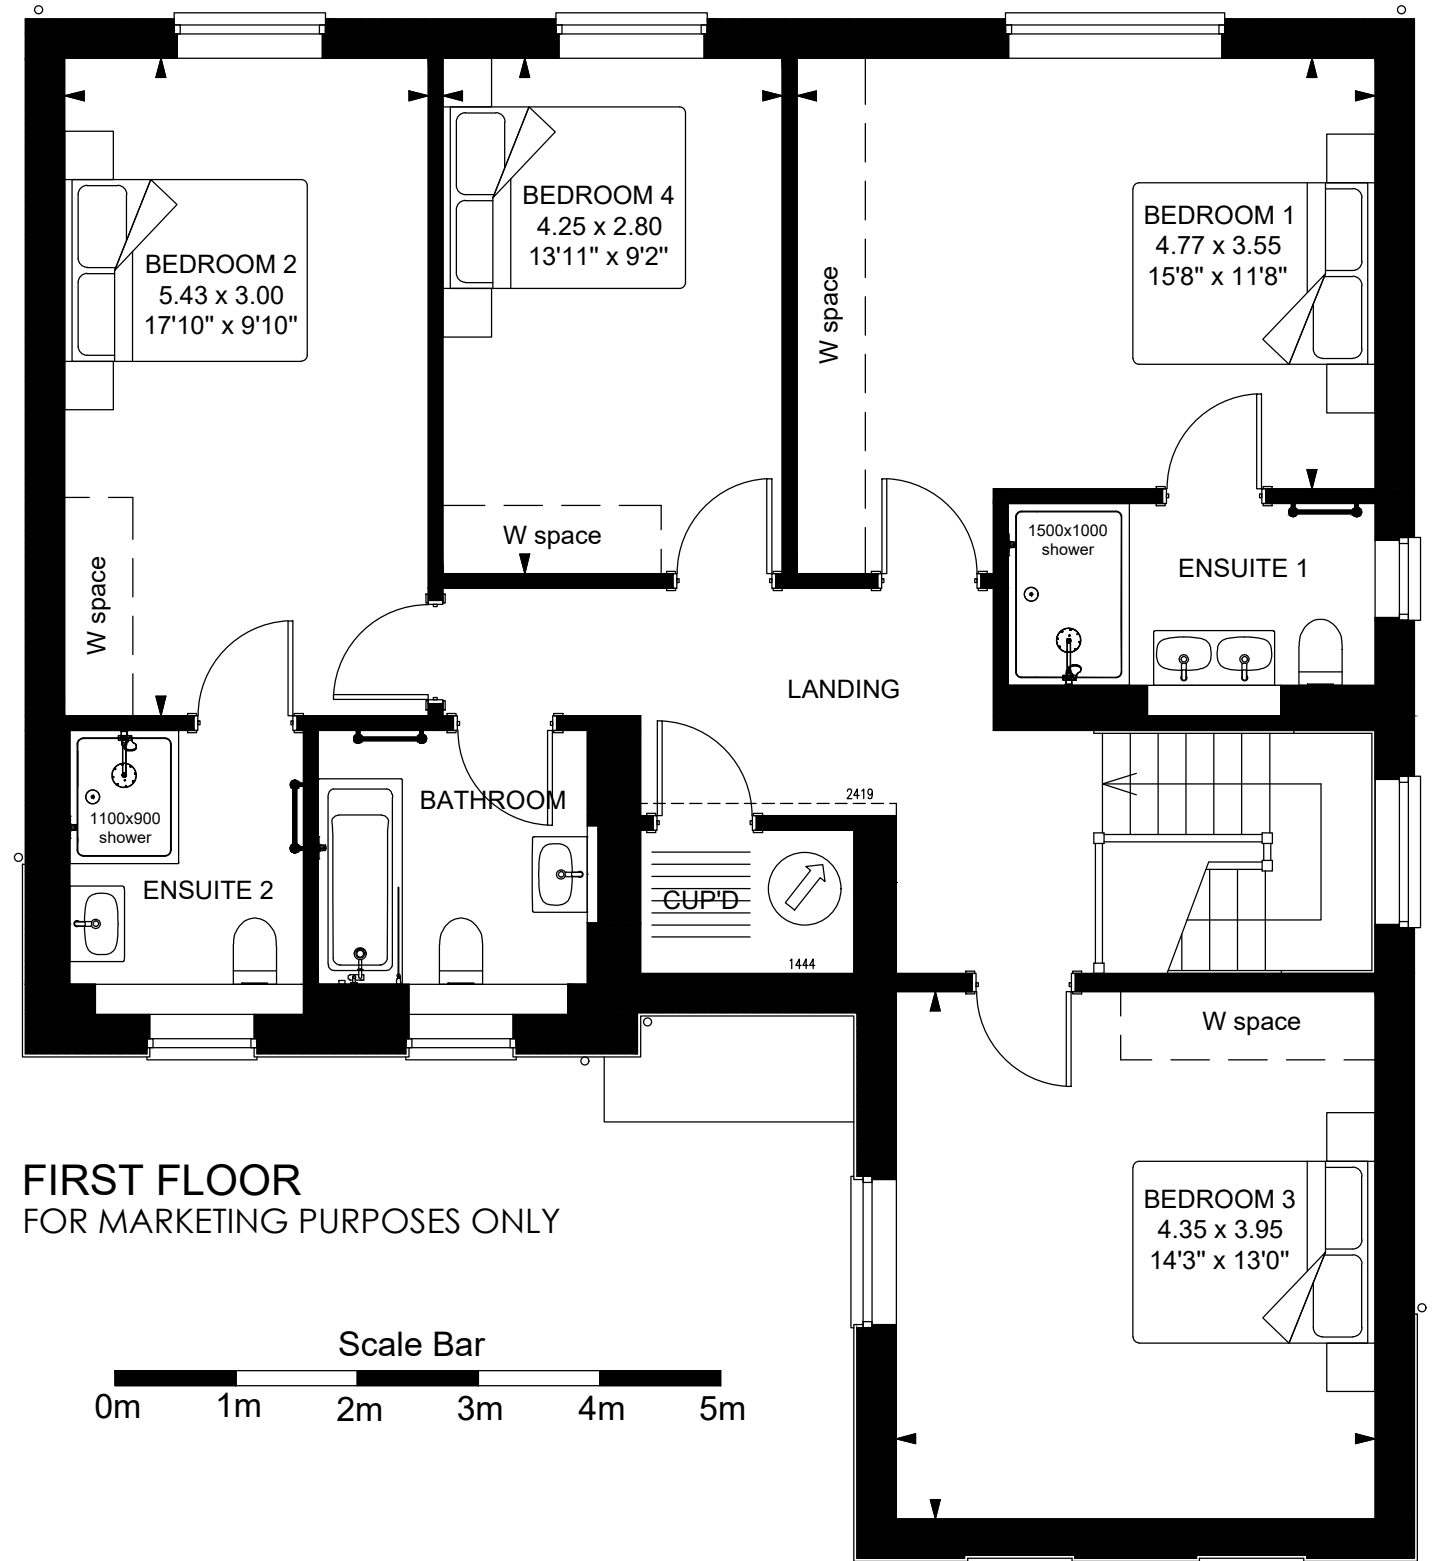 BEDROOM 4
4.25 x 2.80
13'11" x 9'2"
BEDROOM 1
4.77 x 3.55
15'8" x 11'8"
BEDROOM 2
5.43 x 3.00
17'10" x 9'10"
W space
W space
1500x1000
shower
ENSUITE 1
W space
LANDING
2419
BATHROOM
1100x900
shower
ENSUITE 2
CUP'D
1444
W space
FIRST FLOOR
FOR MARKETING PURPOSES ONLY
BEDROOM 3
4.35 x 3.95
14'3" x 13'0"
Scale Bar
0m 1m 2m 3m 4m 5m